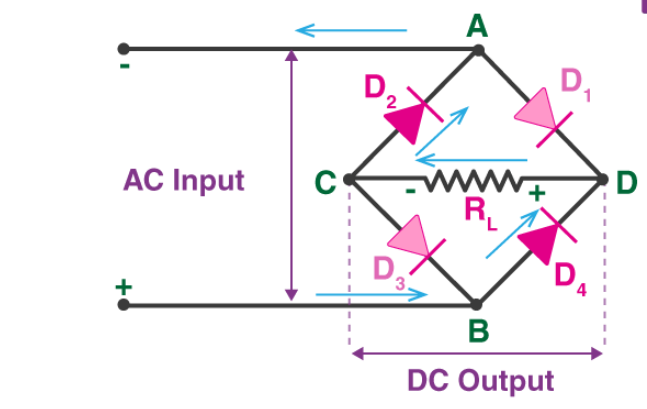 A
-
D2
D1
AC Input
C
-
+
D
RL
D3
D4
+
B
DC Output